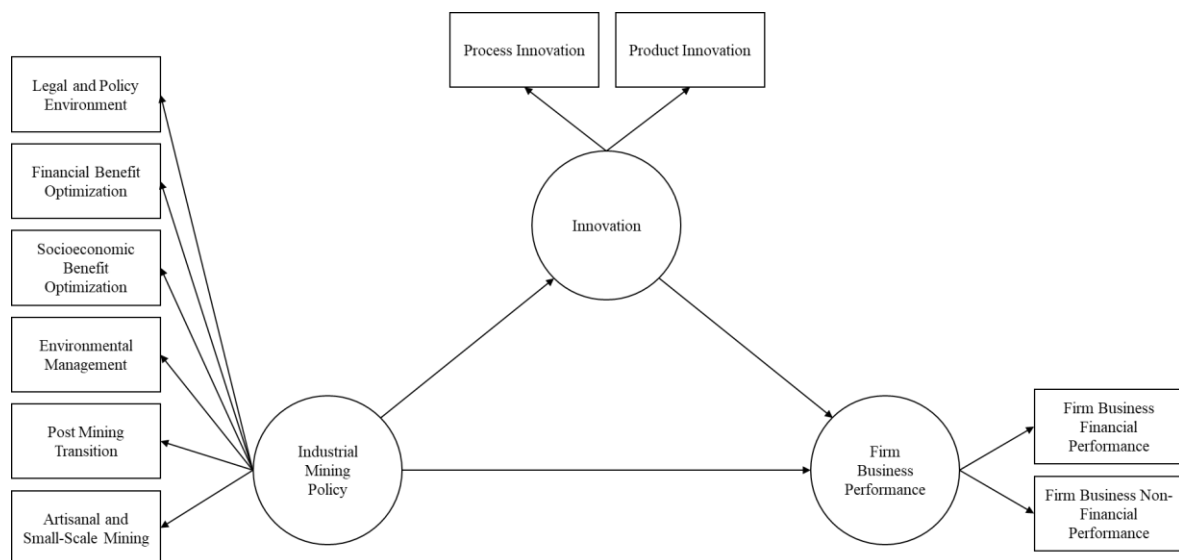 Process Innovation
Product Innovation
Legal and Policy
Environment
Financial Benefit
Optimization
Socioeconomic
Benefit
Optimization
Environmental
Management
Post Mining
Transition
Artisanal and
Small-Scale Mining
Innovation
Industrial
Mining
Policy
Firm
Business
Performance
Firm Business
Financial
Performance
Firm Business Non-
Financial
Performance